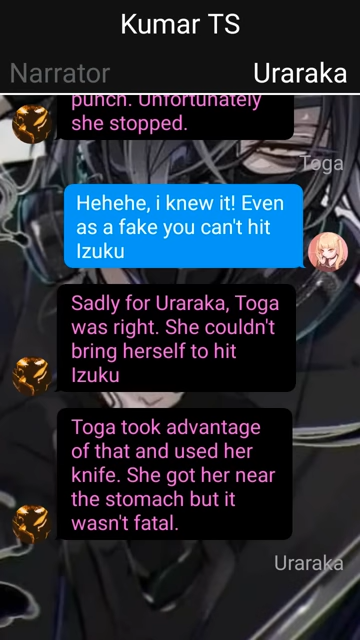 Kumar TS
Narrator
Uraraka
punch. Unfortunately
she stopped.
Toga
Hehehe, i knew it! Even
as a fake you can't hit
Izuku
Sadly for Uraraka, Toga
was right. She couldn't
bring herself to hit
Izuku
Toga took advantage
of that and used her
knife. She got her near
the stomach but it
wasn't fatal.
Uraraka